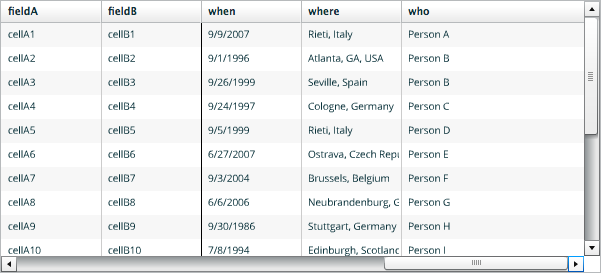 fieldA fieldB when where who
cellA1 cellB1 9/9/2007 Rieti, Italy Person A
cellA2 cellB2 9/1/1996 Atlanta, GA, USA Person B
cellA3 cellB3 9/26/1999 Seville, Spain Person B
cellA4 cellB4 9/24/1997 Cologne, Germany Person C
cellA5 cellB5 9/5/1999 Rieti, Italy Person D
cellA6 cellB6 6/27/2007 Ostrava, Czech Repu Person E
cellA7 cellB7 9/3/2004 Brussels, Belgium Person F
cellA8 cellB8 6/6/2006 Neubrandenburg, G Person G
cellA9 cellB9 9/30/1986 Stuttgart, Germany Person H
cellA10 cellB10 7/8/1994 Edinburgh, Scotland Person I